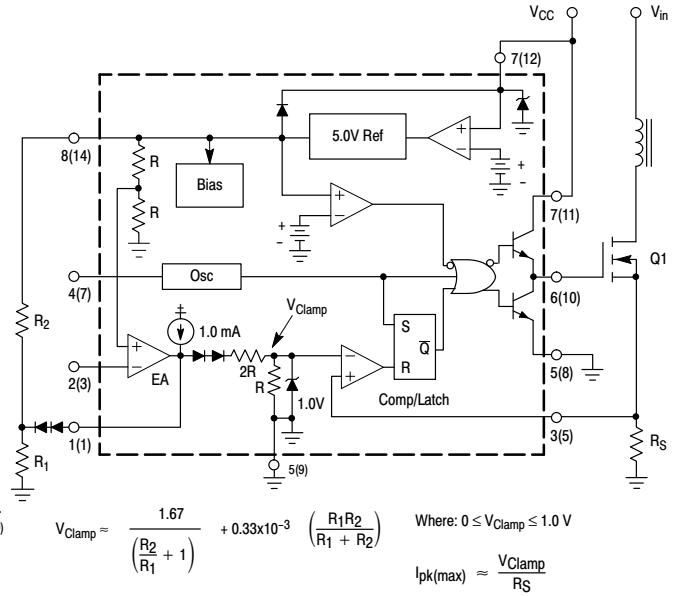 VCC
Vin
7(12)
+
−
5.0V Ref
+
−
8(14)
R
Bias
R
+
−
+
−
7(11)
Q1
4(7)
Osc
6(10)
VClamp
R2
1.0 mA
S
Q̅
R
+
−
EA
2R
R
1.0V
−
+
Comp/Latch
5(8)
2(3)
1(1)
3(5)
R1
RS
5(9)
)
VClamp ≈ 1.67 / (R2/R1 + 1) + 0.33x10−3 (R1R2 / R1 + R2) Where: 0 ≤ VClamp ≤ 1.0 V
Ipk(max) ≈ VClamp / RS